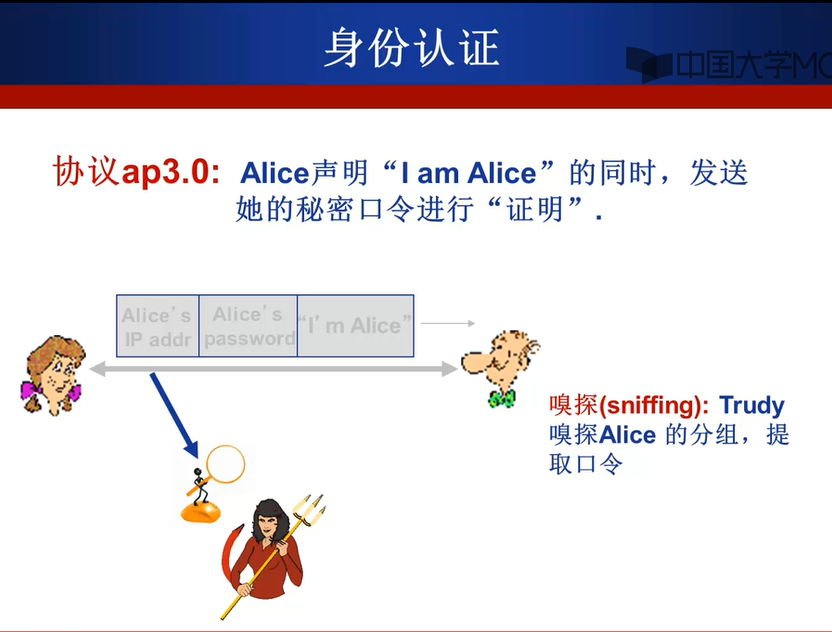 身份认证
中国大学MO
协议ap3.0: Alice声明“I am Alice”的同时，发送
她的秘密口令进行“证明”.
Alice's Alice's “I'm Alice”
IP addr password
嗅探(sniffing): Trudy
嗅探Alice 的分组，提
取口令